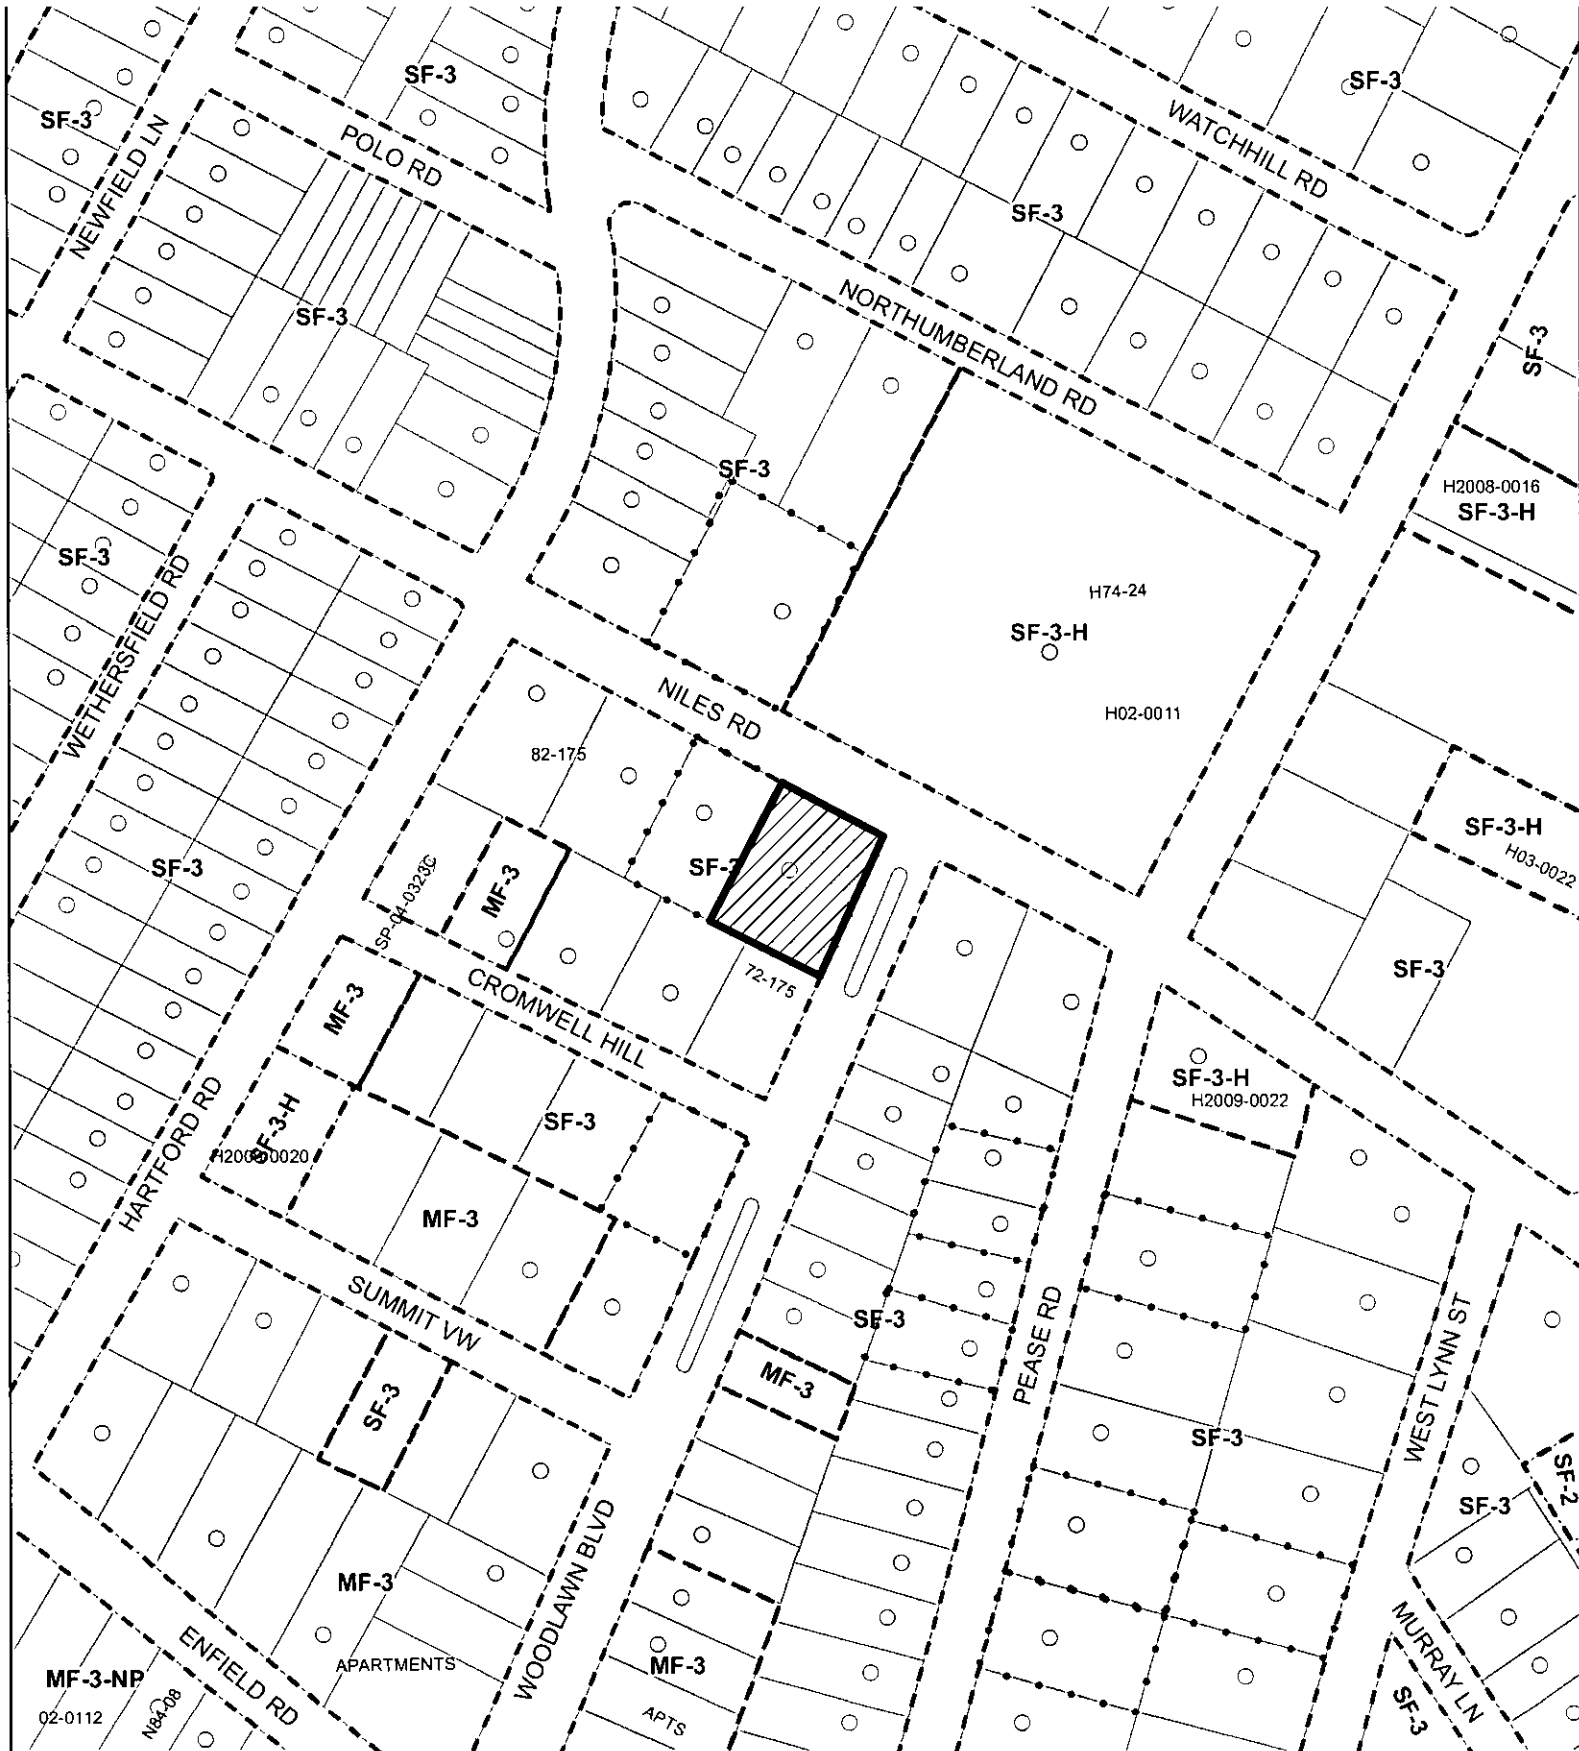 SF-3
SF-3
SF-3
NEWFIELD LN
POLO RD
WATCHHILL RD
SF-3
SF-3
NORTHUMBERLAND RD
SF-3
SF-3
H2008-0016
SF-3-H
SF-3
WETHERSFIELD RD
H74-24
SF-3-H
H02-0011
NILES RD
82-175
SF-3
SF-3
MF-3
SP-04-0323C
72-175
SF-3-H
H03-0022
SF-3
CROMWELL HILL
MF-3
HARTFORD RD
SF-3-H
SF-3
SF-3-H
H2009-0022
MF-3
SUMMIT VW
SF-3
SF-3
MF-3
PEASE RD
WEST LYNN ST
SF-3
SF-3
SF-2
WOODLAWN BLVD
MF-3
APARTMENTS
ENFIELD RD
MF-3-NP
02-0112
N84-08
MF-3
APTS
MURRAY LN
SF-3